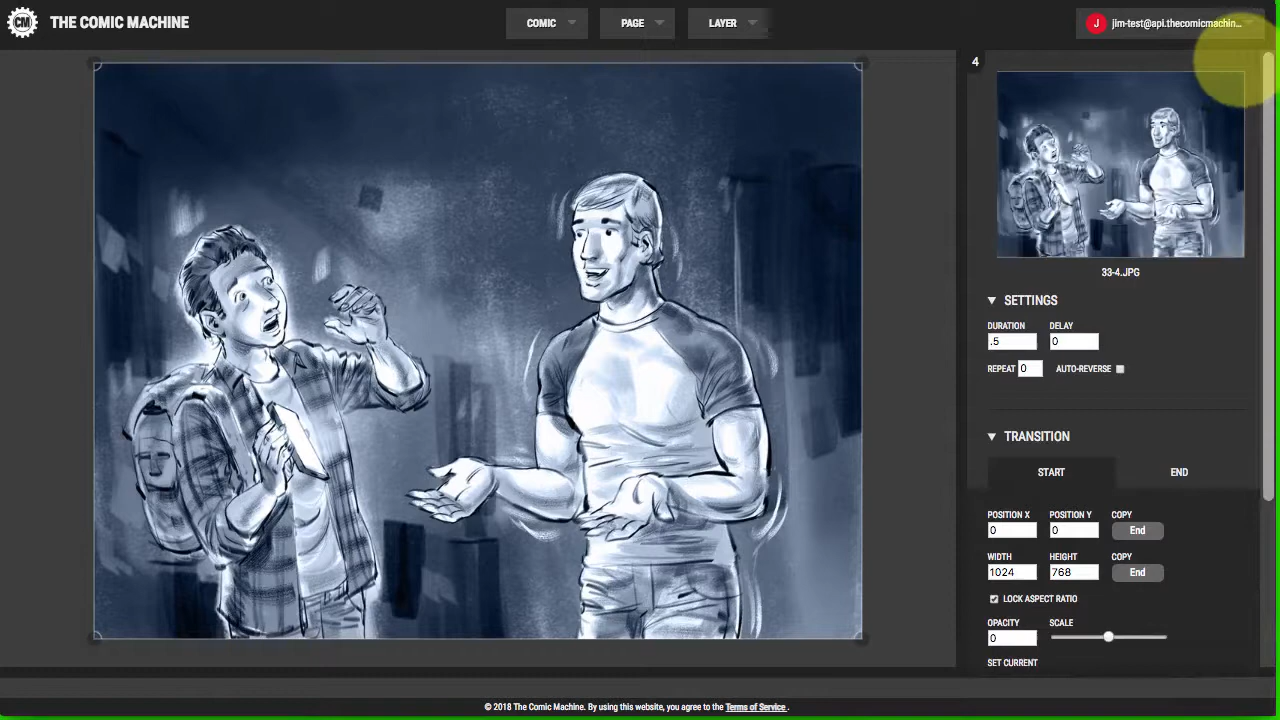 CM
THE COMIC MACHINE
COMIC
PAGE
LAYER
J
jim-test@api.thecomicmachin...
4
33-4.JPG
SETTINGS
DURATION
DELAY
.5
0
REPEAT
0
AUTO-REVERSE
TRANSITION
START
END
POSITION X
POSITION Y
COPY
0
0
End
WIDTH
HEIGHT
COPY
1024
768
End
LOCK ASPECT RATIO
OPACITY
SCALE
0
SET CURRENT
© 2018 The Comic Machine. By using this website, you agree to the Terms of Service .